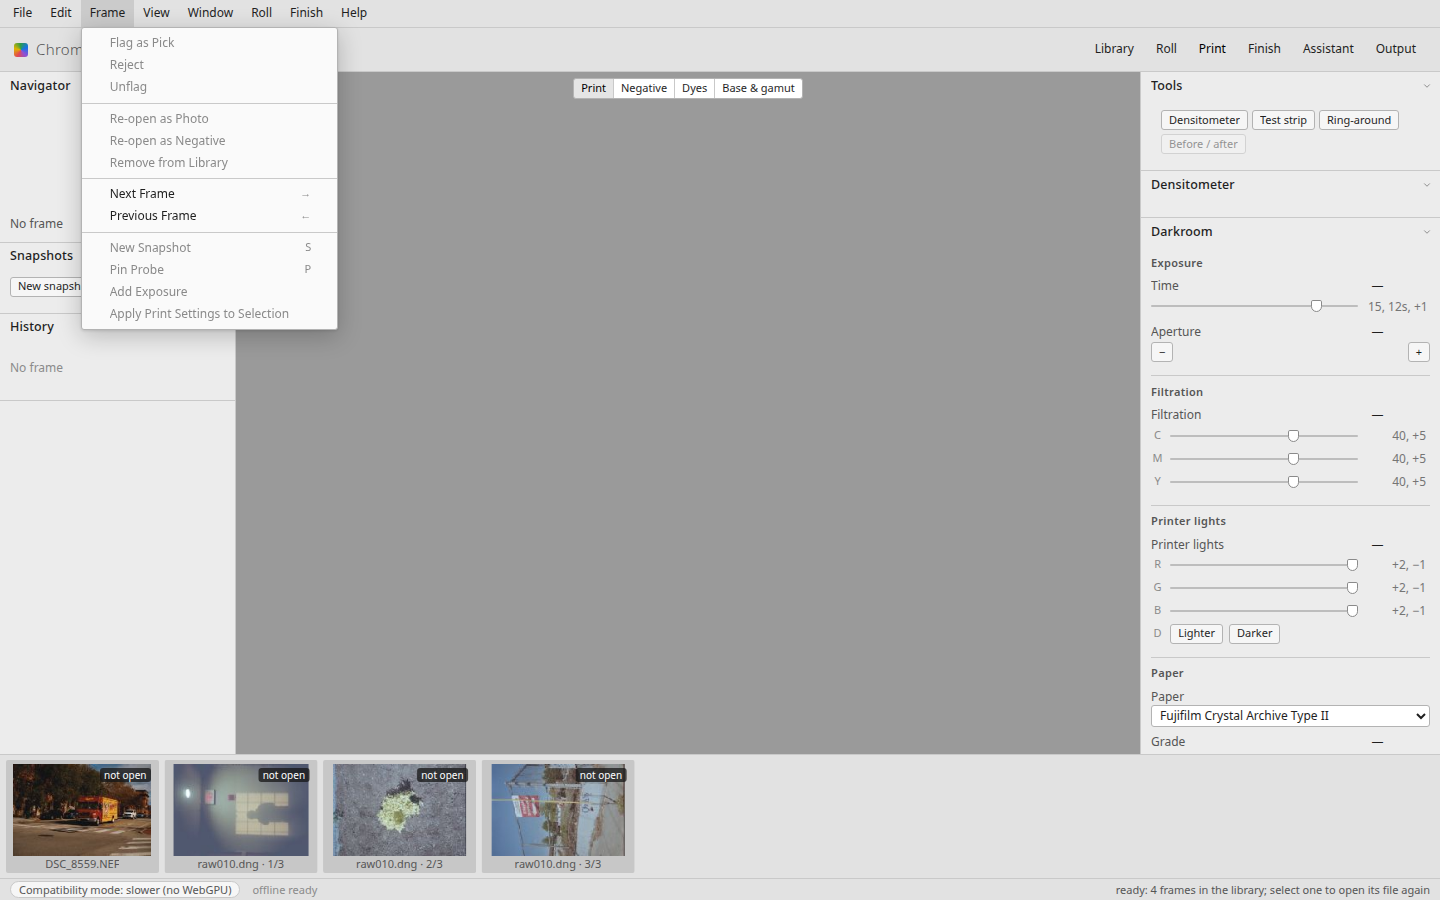 File Edit Frame View Window Roll Finish Help
Chrom
Library Roll Print Finish Assistant Output
Flag as Pick
Reject
Unflag
Re-open as Photo
Re-open as Negative
Remove from Library
Next Frame →
Previous Frame ←
New Snapshot S
Pin Probe P
Add Exposure
Apply Print Settings to Selection
Navigator
No frame
Snapshots
New snapsh
History
No frame
Print Negative Dyes Base & gamut
Tools
Densitometer Test strip Ring-around
Before / after
Densitometer
Darkroom
Exposure
Time —
15, 12s, +1
Aperture —
− +
Filtration
Filtration —
C 40, +5
M 40, +5
Y 40, +5
Printer lights
Printer lights —
R +2, −1
G +2, −1
B +2, −1
D Lighter Darker
Paper
Paper
Fujifilm Crystal Archive Type II
Grade —
not open not open not open not open
DSC_8559.NEF raw010.dng · 1/3 raw010.dng · 2/3 raw010.dng · 3/3
Compatibility mode: slower (no WebGPU) offline ready ready: 4 frames in the library; select one to open its file again